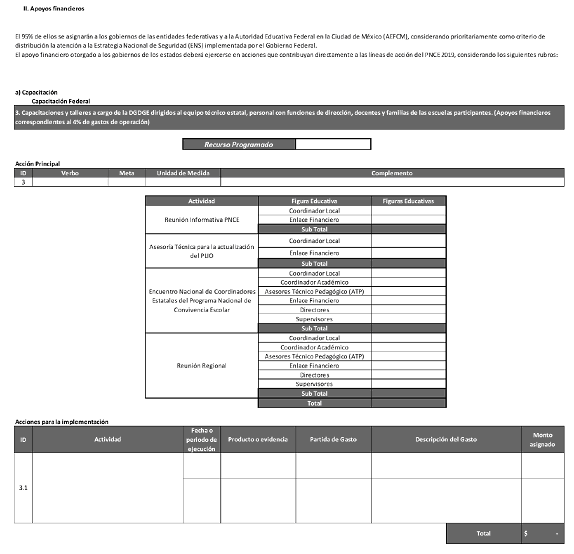 II. Apoyos financieros
El 95% de ellos se asignarán a los gobiernos de las entidades federativas y a la Autoridad Educativa Federal en la Ciudad de México (AEFCM), considerando prioritariamente como criterio de
distribución la atención a la Estrategia Nacional de Seguridad (ENS) implementada por el Gobierno Federal.
El apoyo financiero otorgado a los gobiernos de los estados deberá ejercerse en acciones que contribuyan directamente a las líneas de acción del PNCE 2019, considerando los siguientes rubros:
a) Capacitación
Capacitación Federal
3. Capacitaciones y talleres a cargo de la DGDGE dirigidos al equipo técnico estatal, personal con funciones de dirección, docentes y familias de las escuelas participantes. (Apoyos financieros
correspondientes al 4% de gastos de operación)
Recurso Programado
Acción Principal
ID Verbo Meta Unidad de Medida Complemento
3
Actividad Figura Educativa Figuras Educativas
Reunión Informativa PNCE
Coordinador Local
Enlace Financiero
Sub Total
Asesoría Técnica para la actualización
del PIJO
Coordinador Local
Enlace Financiero
Sub Total
Encuentro Nacional de Coordinadores
Estatales del Programa Nacional de
Convivencia Escolar
Coordinador Local
Coordinador Académico
Asesores Técnico Pedagógico (ATP)
Enlace Financiero
Directores
Supervisores
Sub Total
Reunión Regional
Coordinador Local
Coordinador Académico
Asesores Técnico Pedagógico (ATP)
Enlace Financiero
Directores
Supervisores
Sub Total
Total
Acciones para la implementación
ID Actividad Fecha o
periodo de
ejecución Producto o evidencia Partida de Gasto Descripción del Gasto Monto
asignado
3.1
Total $ -